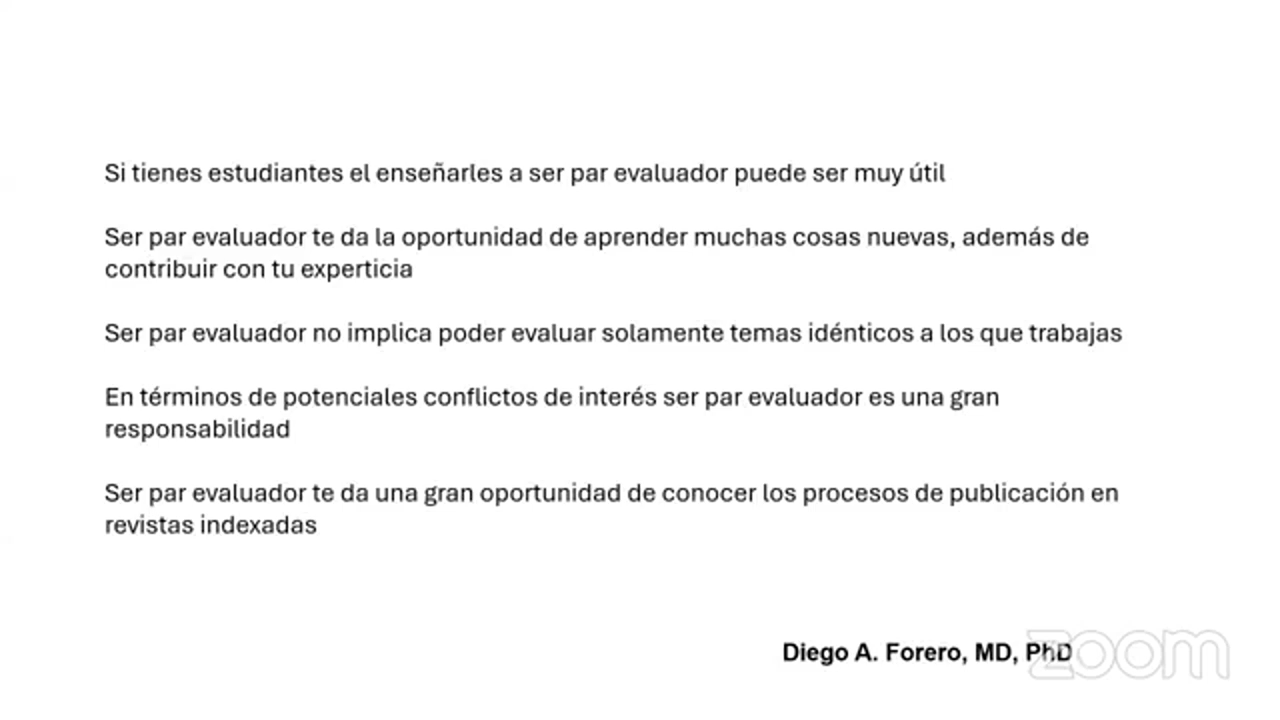 Si tienes estudiantes el enseñarles a ser par evaluador puede ser muy útil
Ser par evaluador te da la oportunidad de aprender muchas cosas nuevas, además de
contribuir con tu experticia
Ser par evaluador no implica poder evaluar solamente temas idénticos a los que trabajas
En términos de potenciales conflictos de interés ser par evaluador es una gran
responsabilidad
Ser par evaluador te da una gran oportunidad de conocer los procesos de publicación en
revistas indexadas
Diego A. Forero, MD, PhD
zoom